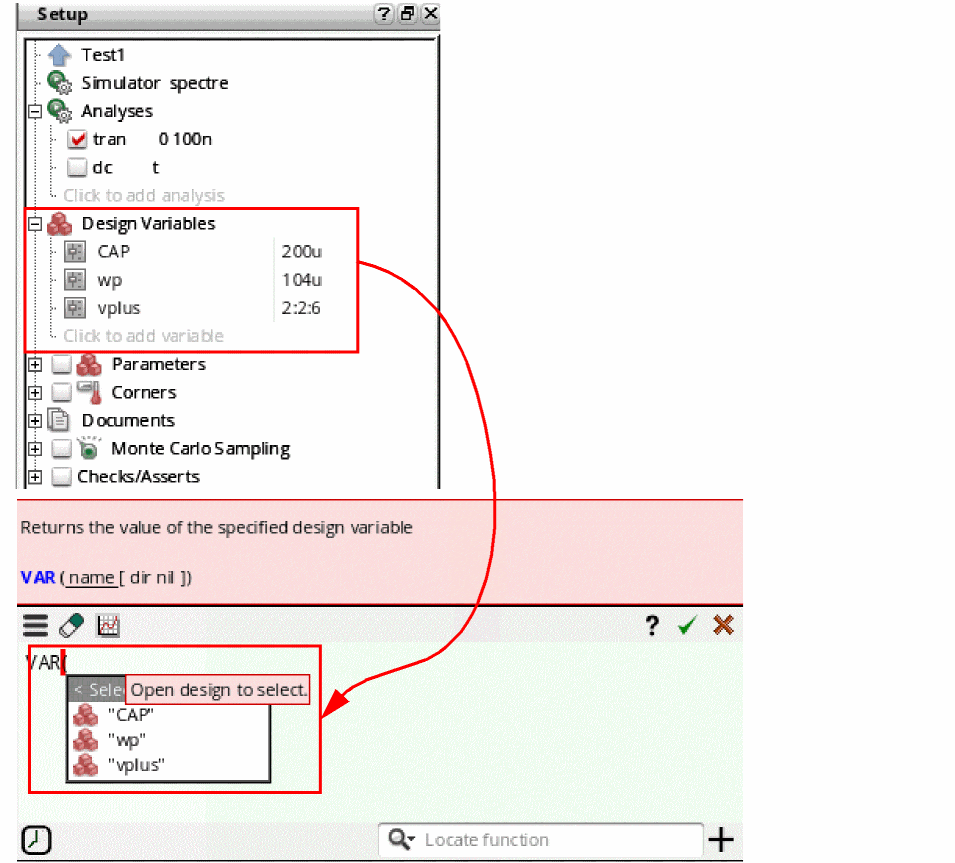 Setup
Test1
Simulator spectre
Analyses
tran 0 100n
dc t
Click to add analysis
Design Variables
CAP 200u
wp 104u
vplus 2:2:6
Click to add variable
Parameters
Corners
Documents
Monte Carlo Sampling
Checks/Asserts
Returns the value of the specified design variable
VAR ( name [ dir nil ])
?
VAR(
< Selec Open design to select.
"CAP"
"wp"
"vplus"
Locate function